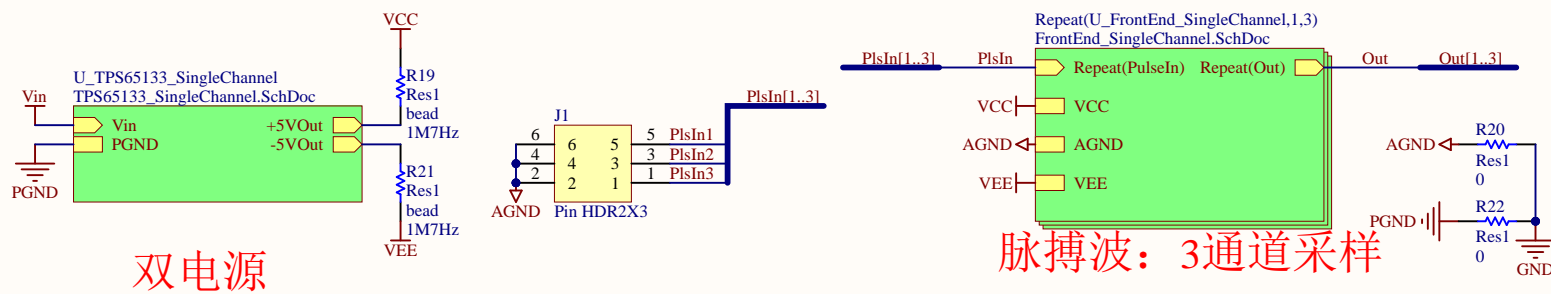 VCC
U_TPS65133_SingleChannel
TPS65133_SingleChannel.SchDoc
Vin
Vin
PGND
+5VOut
-5VOut
PGND
R19
Res1
bead
1M7Hz
R21
Res1
bead
1M7Hz
VEE
双电源
J1
6 6 5 5 PlsIn1
4 4 3 3 PlsIn2
2 2 1 1 PlsIn3
AGND
Pin HDR2X3
PlsIn[1..3]
Repeat(U_FrontEnd_SingleChannel,1,3)
FrontEnd_SingleChannel.SchDoc
PlsIn[1..3] PlsIn Repeat(PulseIn) Repeat(Out) Out Out[1..3]
VCC VCC
AGND AGND
VEE VEE
脉搏波：3通道采样
AGND
R20
Res1
0
PGND
R22
Res1
0
GND